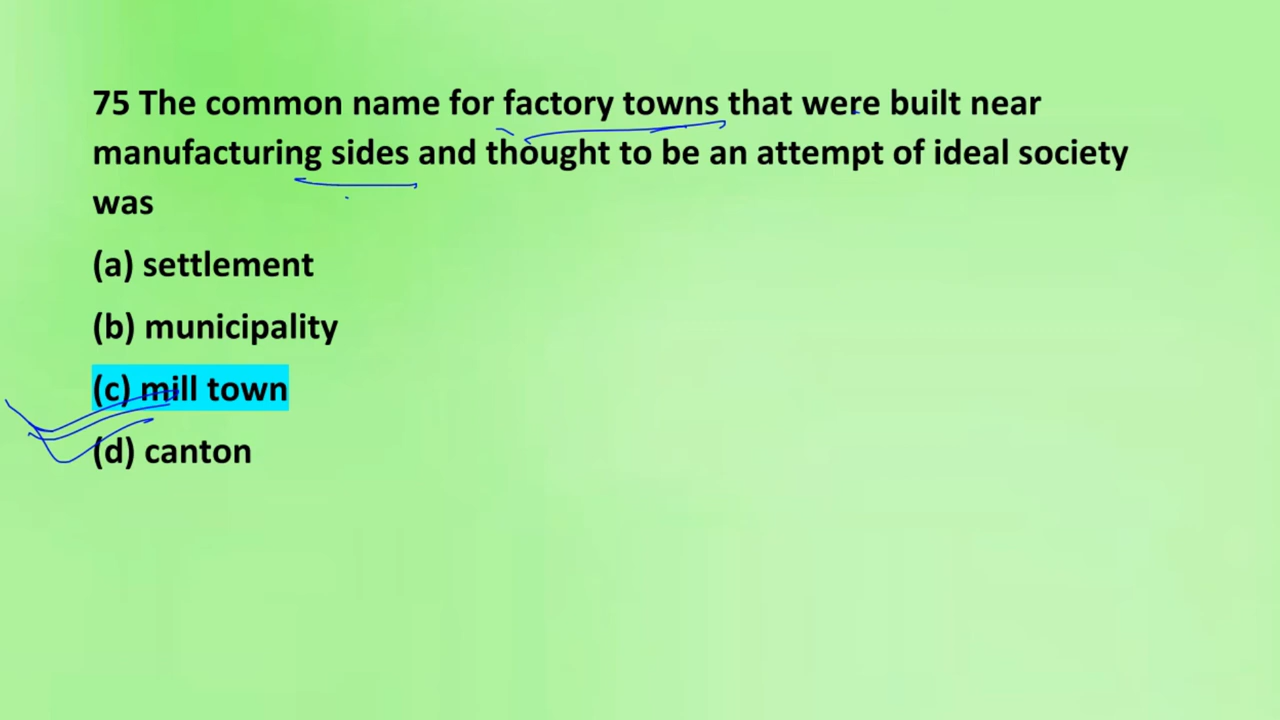 75 The common name for factory towns that were built near
manufacturing sides and thought to be an attempt of ideal society
was
(a) settlement
(b) municipality
(c) mill town
(d) canton